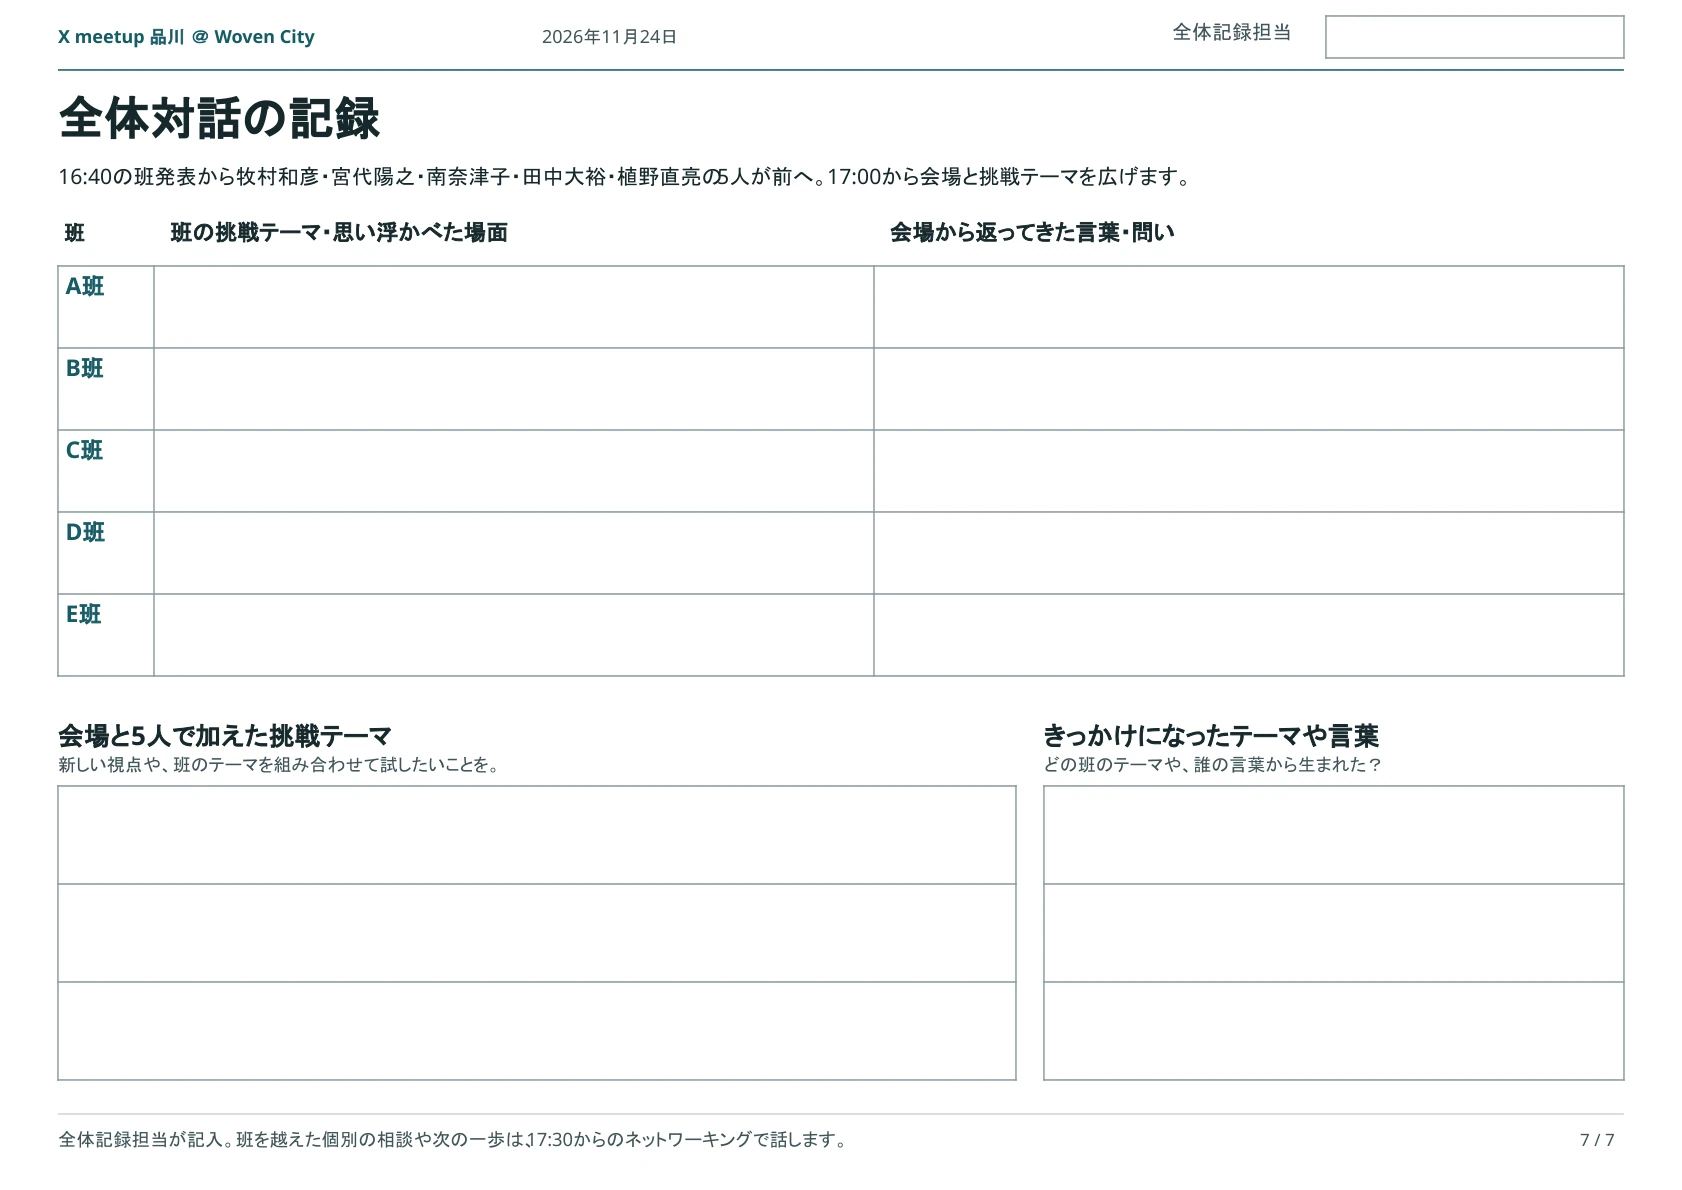 X meetup 品川 @ Woven City
2026年11月24日
全体記録担当
全体対話の記録
16:40の班発表から牧村和彦・宮代陽之・南奈津子・田中大裕・植野直亮の5人が前へ。17:00から会場と挑戦テーマを広げます。
班
班の挑戦テーマ・思い浮かべた場面
会場から返ってきた言葉・問い
A班
B班
C班
D班
E班
会場と5人で加えた挑戦テーマ
新しい視点や、班のテーマを組み合わせて試したいことを。
きっかけになったテーマや言葉
どの班のテーマや、誰の言葉から生まれた？
全体記録担当が記入。班を越えた個別の相談や次の一歩は、17:30からのネットワーキングで話します。
7 / 7